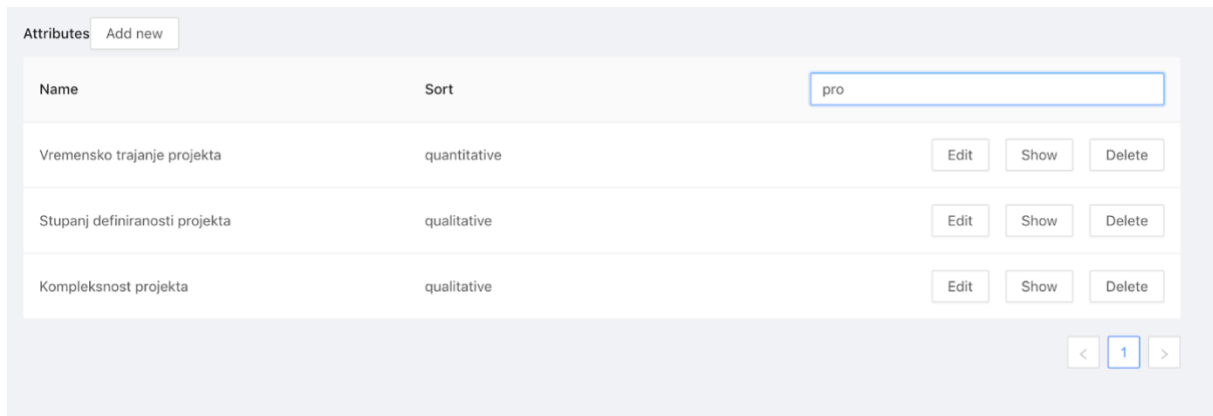 Attributes Add new
Name Sort pro
Vremensko trajanje projekta quantitative Edit Show Delete
Stupanj definiranosti projekta qualitative Edit Show Delete
Kompleksnost projekta qualitative Edit Show Delete
< 1 >